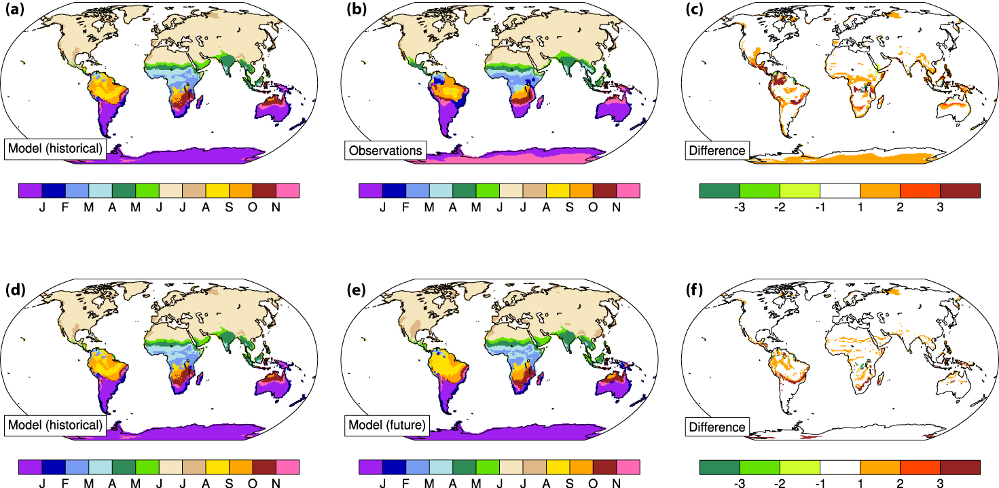 (a) (b) (c)
Model (historical) Observations Difference
J F M A M J J A S O N J F M A M J J A S O N -3 -2 -1 1 2 3
(d) (e) (f)
Model (historical) Model (future) Difference
J F M A M J J A S O N J F M A M J J A S O N -3 -2 -1 1 2 3